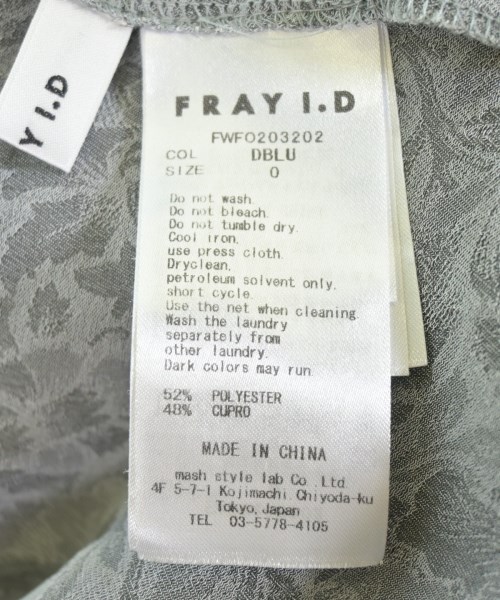 Y I.D
FRAY I.D
FWFO203202
COL DBLU
SIZE 0
Do not wash.
Do not bleach.
Do not tumble dry.
Cool iron.
use press cloth.
Dryclean,
petroleum solvent only.
short cycle.
Use the net when cleaning.
Wash the laundry
separately from
other laundry.
Dark colors may run.
52% POLYESTER
48% CUPRO
MADE IN CHINA
mash style lab Co.,Ltd.
4F 5-7-1 Kojimachi, Chiyoda-ku
Tokyo, Japan
TEL 03-5778-4105